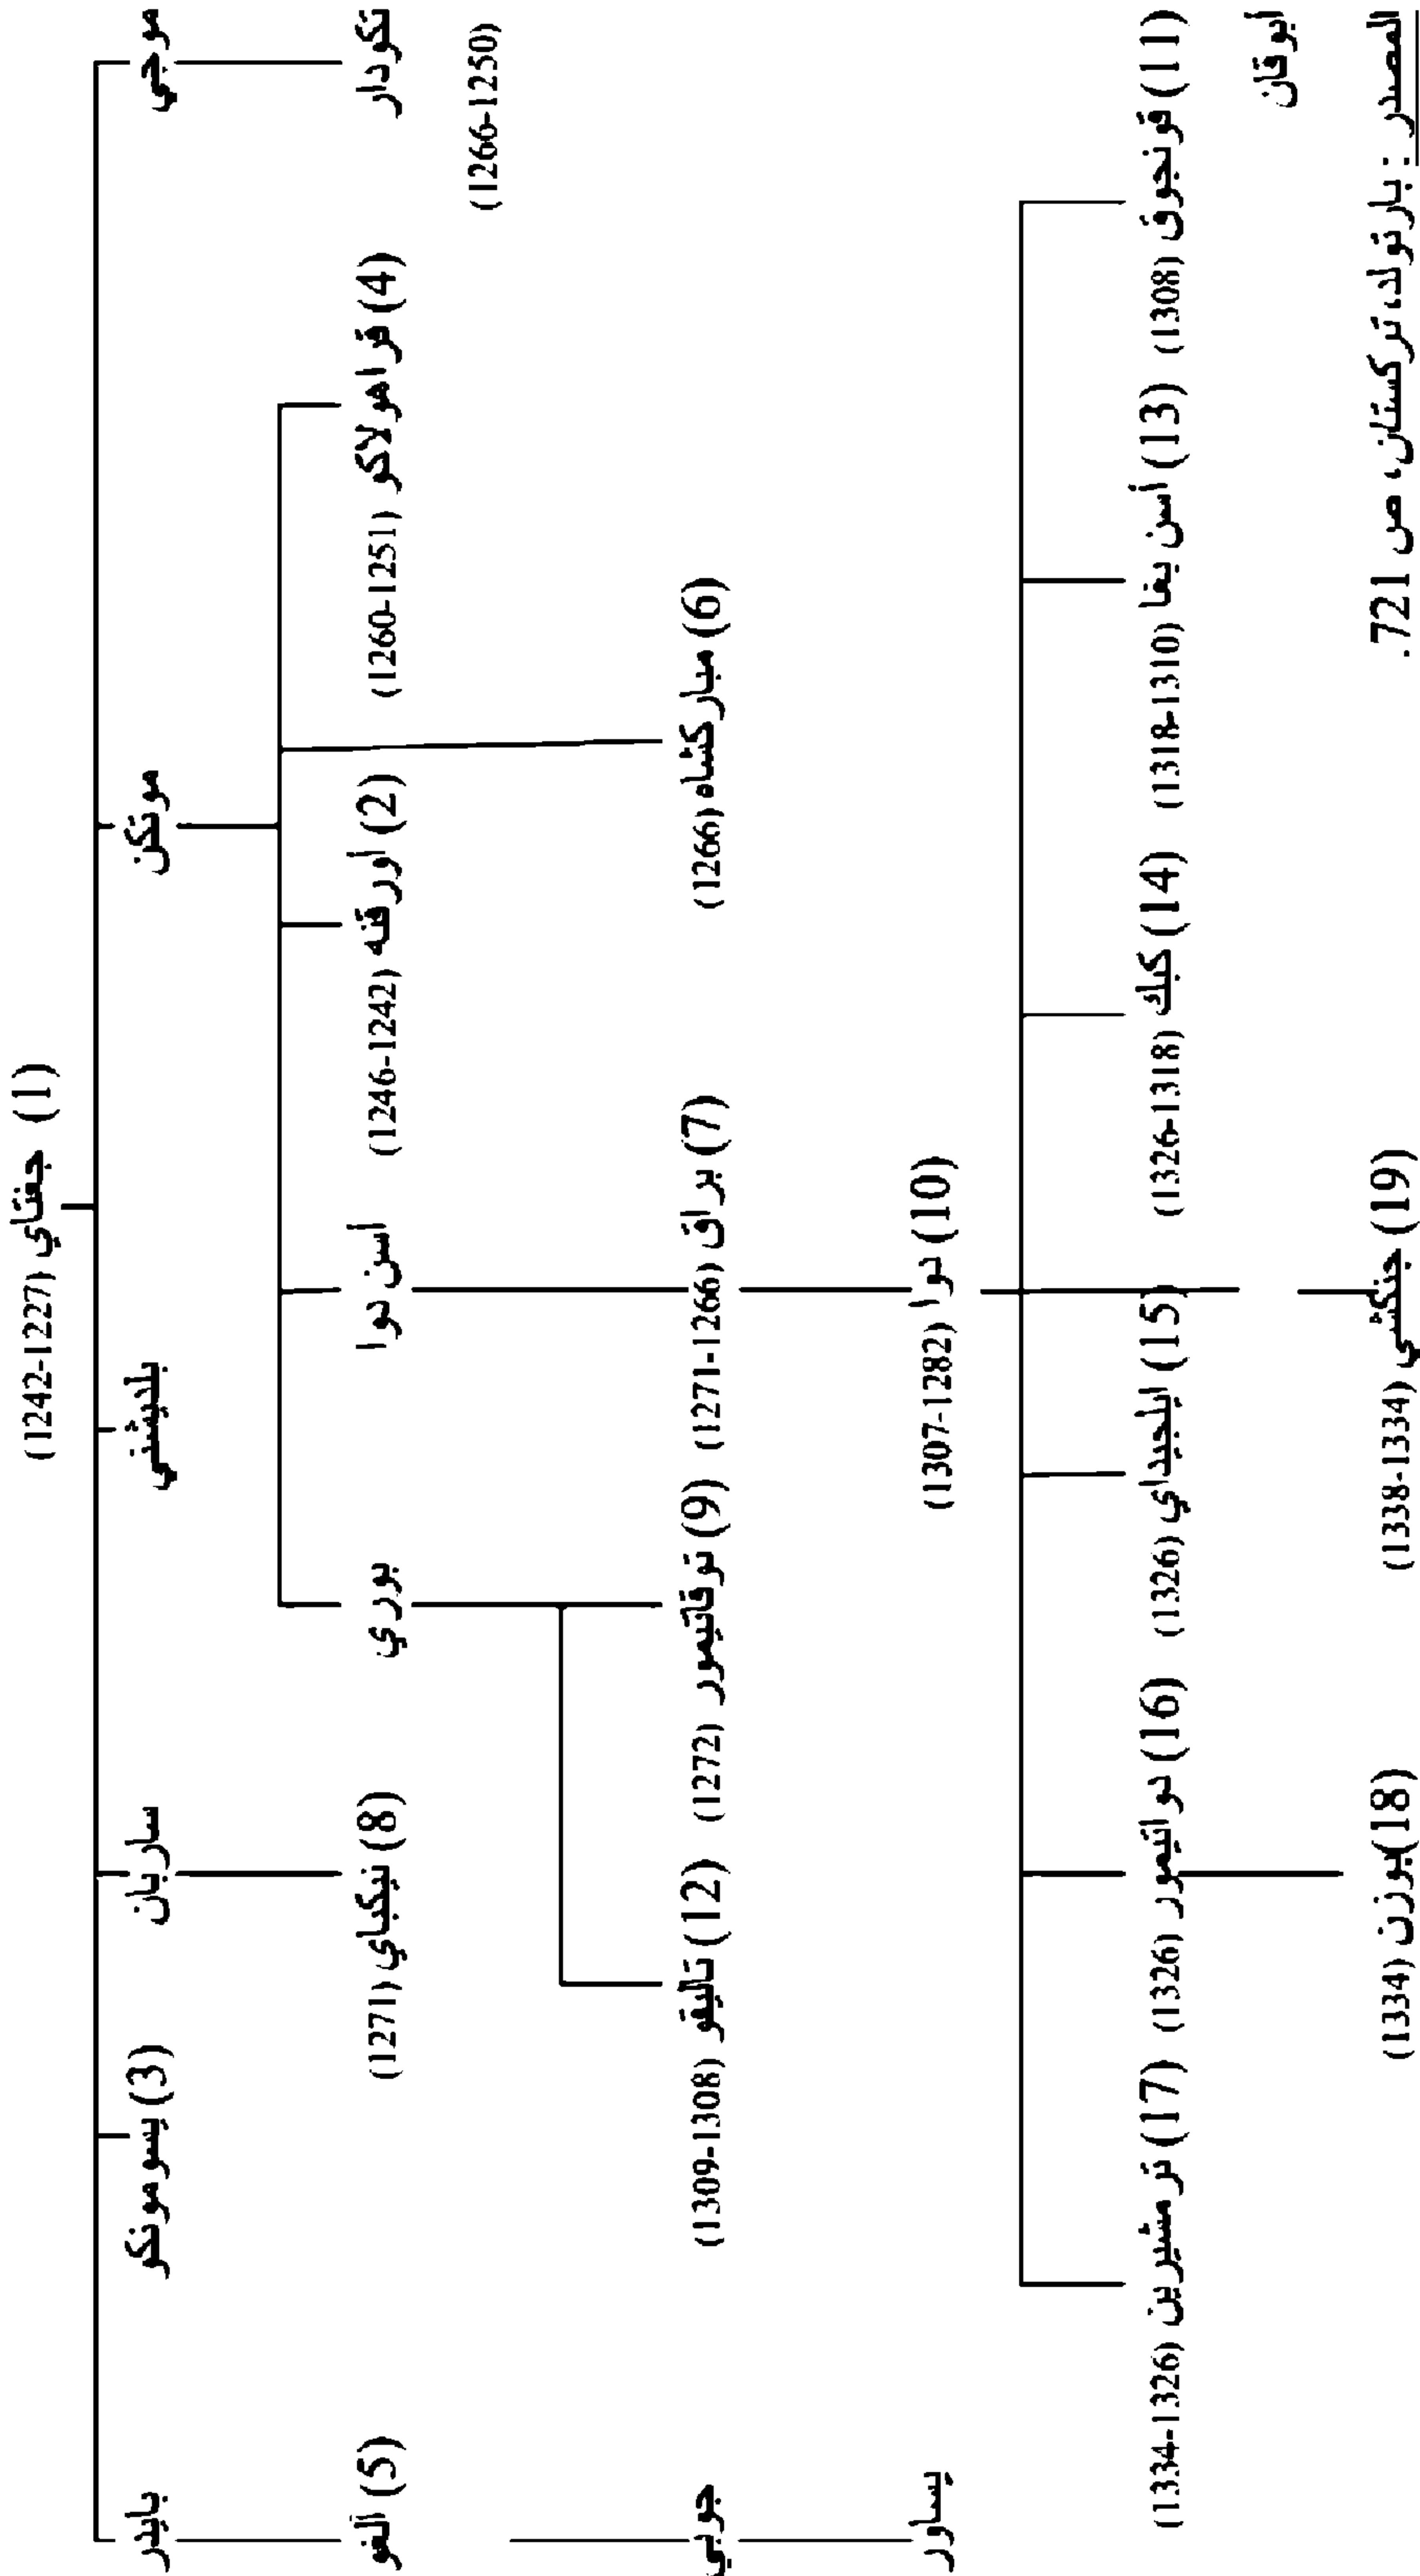 (1) جغتاي (1242-1227)
موجي
مونكن
بلديشي
ساربان
(3) يسومونكو
بايدر
تكودار
(1266-1250)
(4) قراهولاكو (1260-1251)
(2) أورقنه (1246-1242)
أسن دوا
بوري
(8) نيكباي (1271)
(5) ألغو
(6) مباركشاه (1266)
(7) براق (1271-1266)
(9) توقاتيمور (1272)
(12) تاليقو (1309-1308)
جوبي
(10) دوا (1307-1282)
يساور
(11) قونجوق (1308)
(13) أسن بغا (1318-1310)
(14) كبك (1326-1318)
(15) ايلجيداي (1326)
(16) دواتيمور (1326)
(17) ترمشيرين (1334-1326)
أبوقان
(19) جنكشي (1338-1334)
(18) بوزن (1334)
المصدر : بارتولد، تركستان، ص 721.